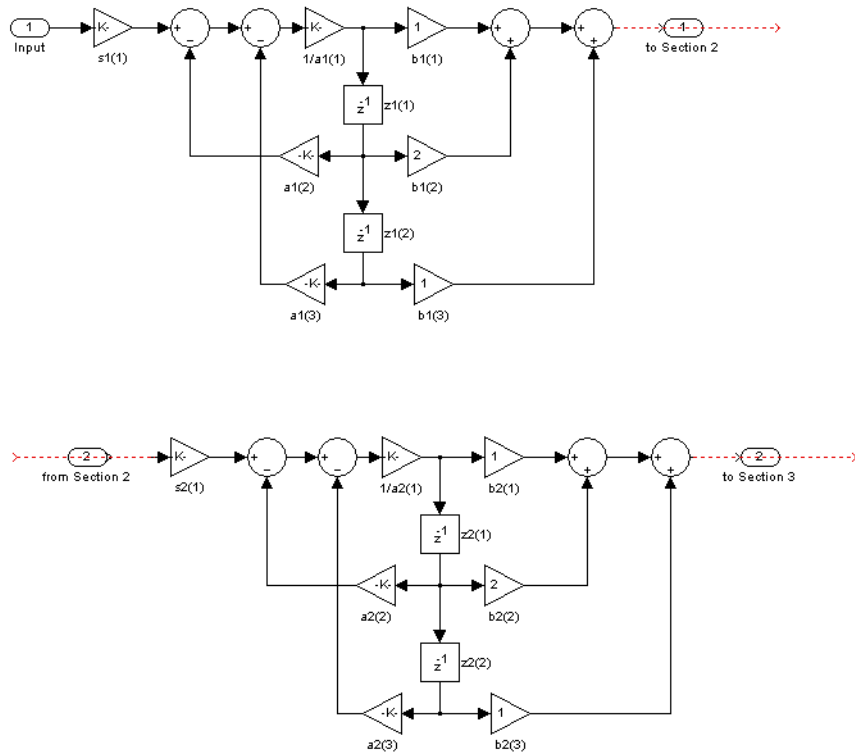 1 K- + − + − K- 1 + + + + 1
Input s1(1) 1/a1(1) b1(1) to Section 2
z-1 z1(1)
-K- 2
a1(2) b1(2)
z-1 z1(2)
-K- 1
a1(3) b1(3)
2 K- + − + − K- 1 + + + + 2
from Section 2 s2(1) 1/a2(1) b2(1) to Section 3
z-1 z2(1)
-K- 2
a2(2) b2(2)
z-1 z2(2)
-K- 1
a2(3) b2(3)